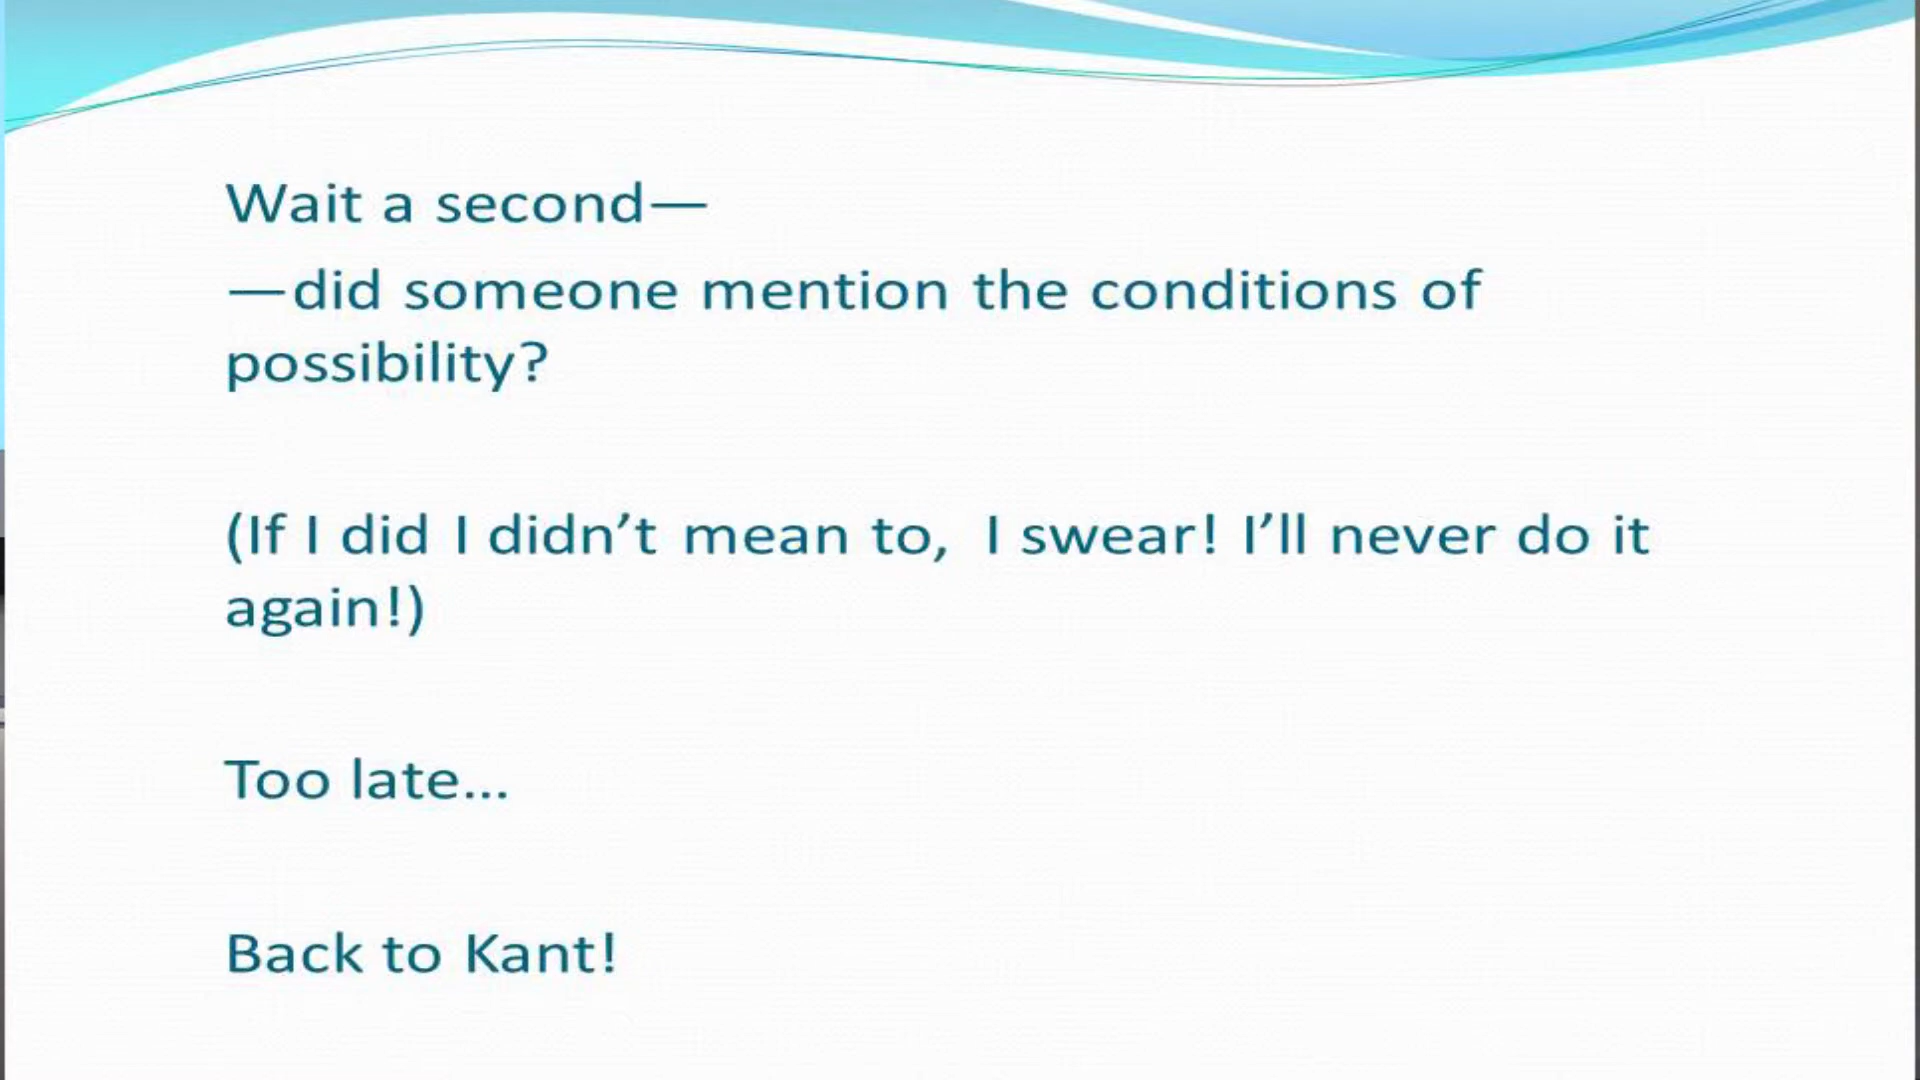 Wait a second—
—did someone mention the conditions of
possibility?
(If I did I didn’t mean to,  I swear! I’ll never do it
again!)
Too late...
Back to Kant!